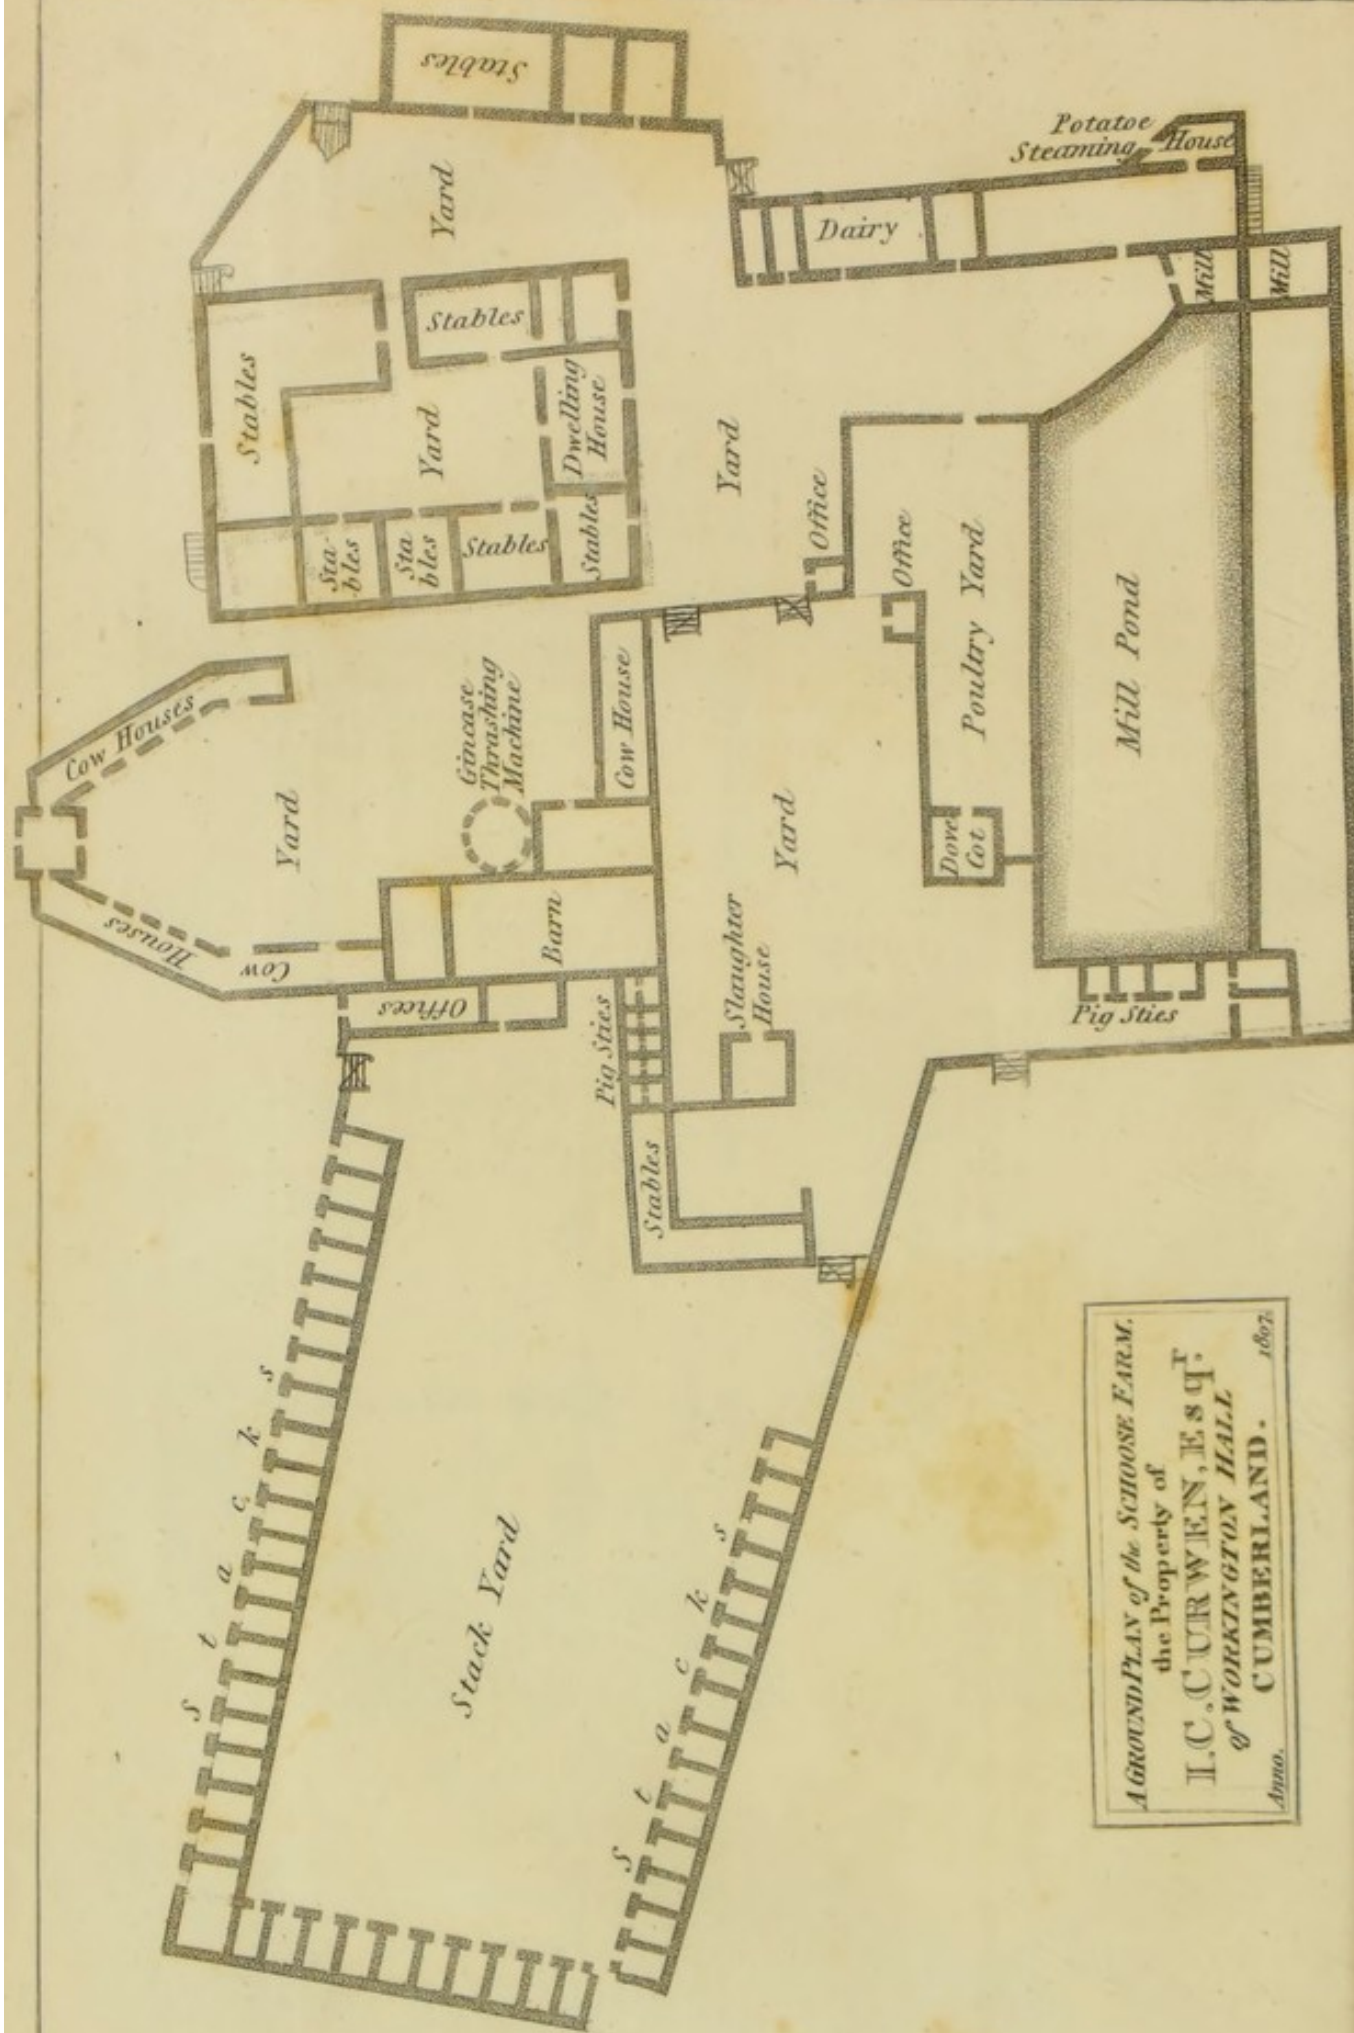 Stables
Yard
Potatoe
Steaming House
Dairy
Mill
Mill
Stables
Stables
Yard
Dwelling
House
Sta-
bles
Sta
bles
Stables
Stables
Yard
Office
Office
Poultry Yard
Mill Pond
Cow Houses
Yard
Gincase
Thrashing
Machine
Cow House
Yard
Dove
Cot
Cow Houses
Barn
Offices
Slaughter
House
Pig Sties
Pig Sties
Stables
Stacks
Stack Yard
Stacks
A GROUND PLAN of the SCHOOSE FARM.
the Property of
I.C. CURWEN, Esqr.
of WORKINGTON HALL
CUMBERLAND.
Anno. 1807.